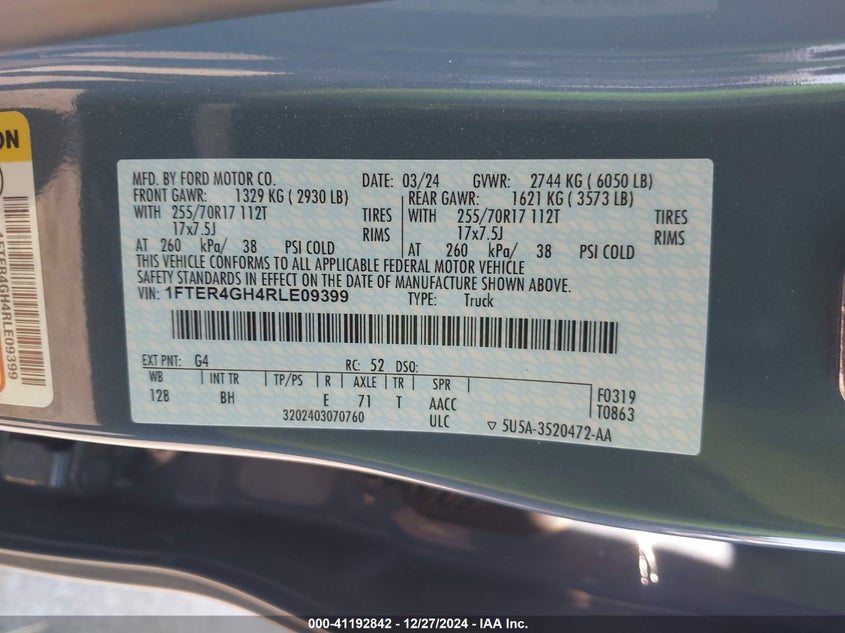 ON
1FTER4GH4RLE09399
MFD. BY FORD MOTOR CO. DATE: 03/24 GVWR: 2744 KG ( 6050 LB)
FRONT GAWR: 1329 KG ( 2930 LB) REAR GAWR: 1621 KG ( 3573 LB)
WITH 255/70R17 112T TIRES WITH 255/70R17 112T TIRES
17x7.5J RIMS 17x7.5J RIMS
AT 260 kPa/ 38 PSI COLD AT 260 kPa/ 38 PSI COLD
THIS VEHICLE CONFORMS TO ALL APPLICABLE FEDERAL MOTOR VEHICLE
SAFETY STANDARDS IN EFFECT ON THE DATE OF MANUFACTURE SHOWN ABOVE.
VIN: 1FTER4GH4RLE09399 TYPE: Truck
EXT PNT: G4 RC: 52 DSO:
WB INT TR TP/PS R AXLE TR SPR F0319
128 BH E 71 T AACC T0863
3202403070760 ULC 5U5A-3520472-AA
000-41192842 - 12/27/2024 - IAA Inc.